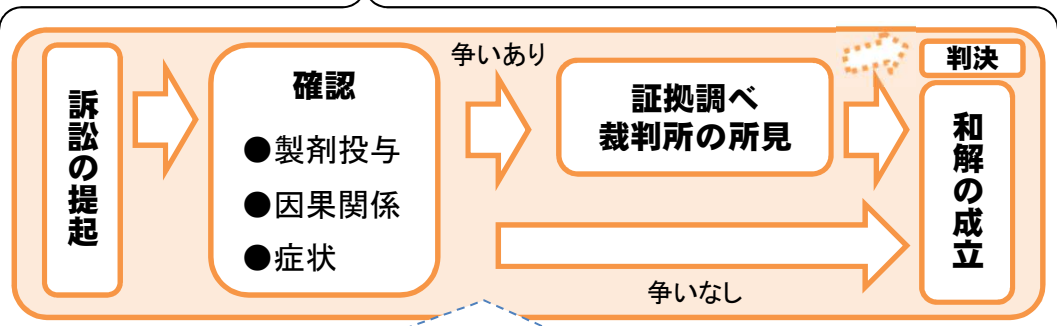 訴訟の提起
確認
●製剤投与
●因果関係
●症状
争いあり
証拠調べ
裁判所の所見
争いなし
判決
和解の成立